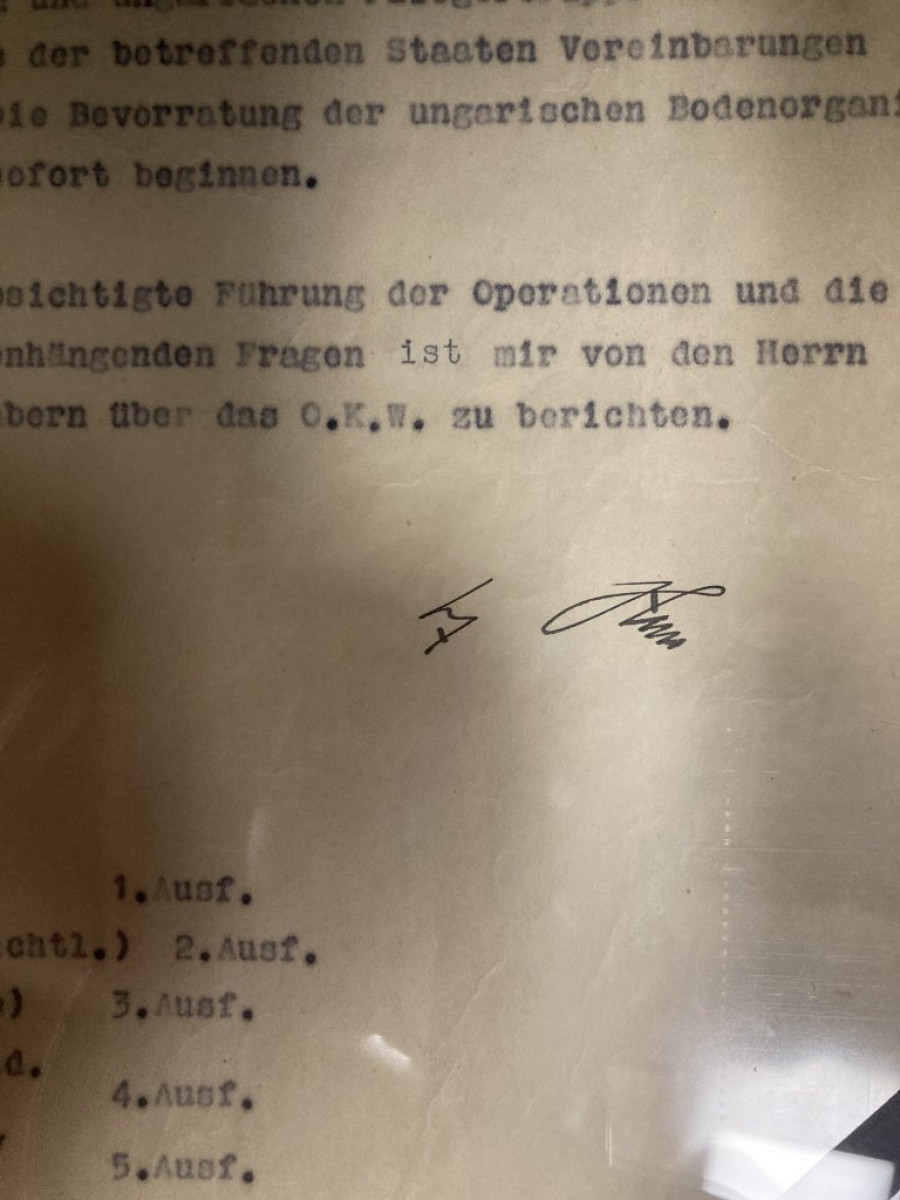 der betreffenden Staaten Vereinbarungen
ie Bevorratung der ungarischen Bodenorgani
ofort beginnen.
sichtigte Führung der Operationen und die
nhängenden Fragen ist mir von den Herrn
bern über das O.K.W. zu berichten.
1.Ausf.
chtl.) 2.Ausf.
) 3.Ausf.
d.
4.Ausf.
5.Ausf.